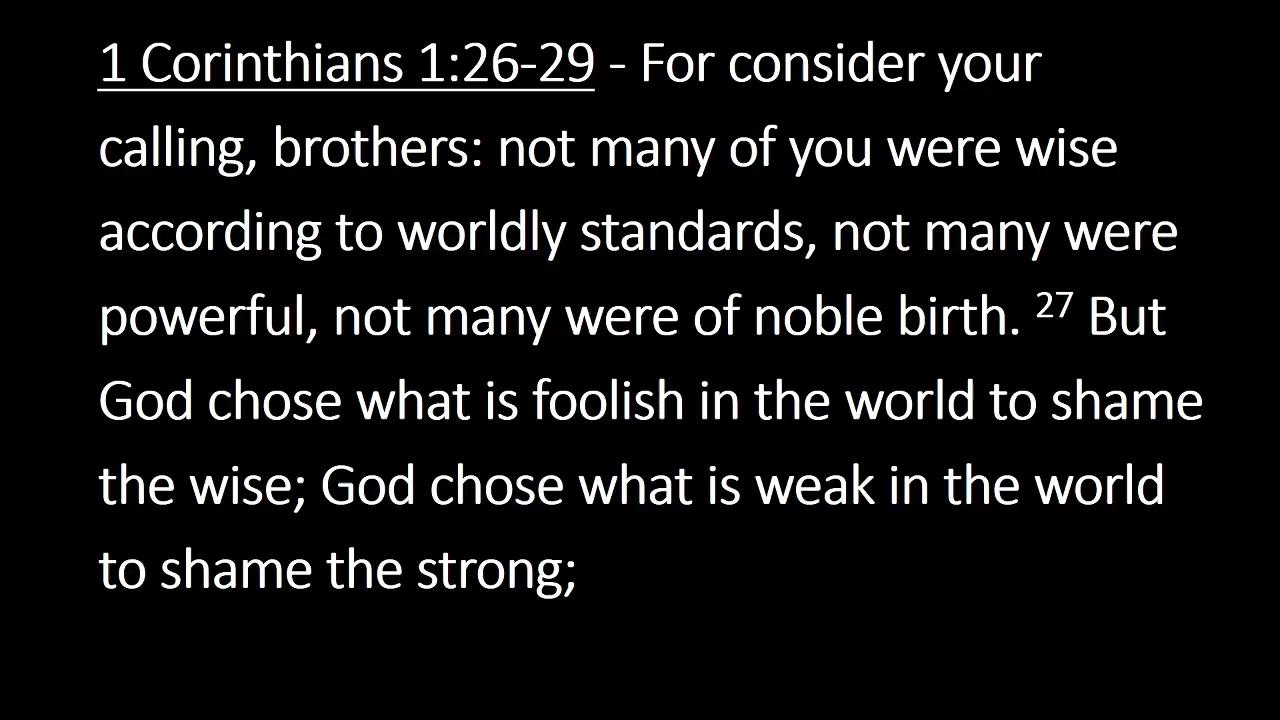 1 Corinthians 1:26-29 - For consider your
calling, brothers: not many of you were wise
according to worldly standards, not many were
powerful, not many were of noble birth. 27 But
God chose what is foolish in the world to shame
the wise; God chose what is weak in the world
to shame the strong;